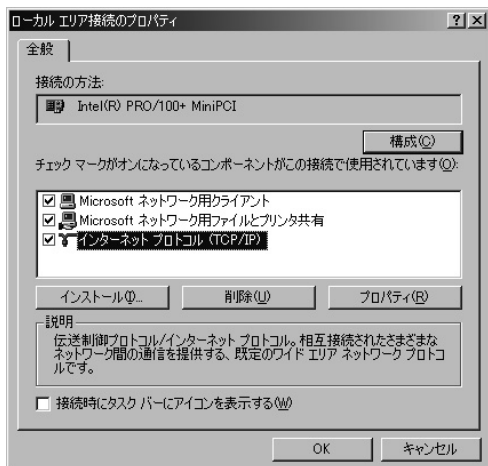 ローカル エリア接続のプロパティ
全般
接続の方法:
Intel(R) PRO/100+ MiniPCI
構成(C)
チェック マークがオンになっているコンポーネントがこの接続で使用されています(O):
Microsoft ネットワーク用クライアント
Microsoft ネットワーク用ファイルとプリンタ共有
インターネット プロトコル (TCP/IP)
インストール(I)... 削除(U) プロパティ(R)
説明
伝送制御プロトコル/インターネット プロトコル。相互接続されたさまざまな
ネットワーク間の通信を提供する、既定のワイド エリア ネットワーク プロトコ
ルです。
接続時にタスク バーにアイコンを表示する(W)
OK キャンセル